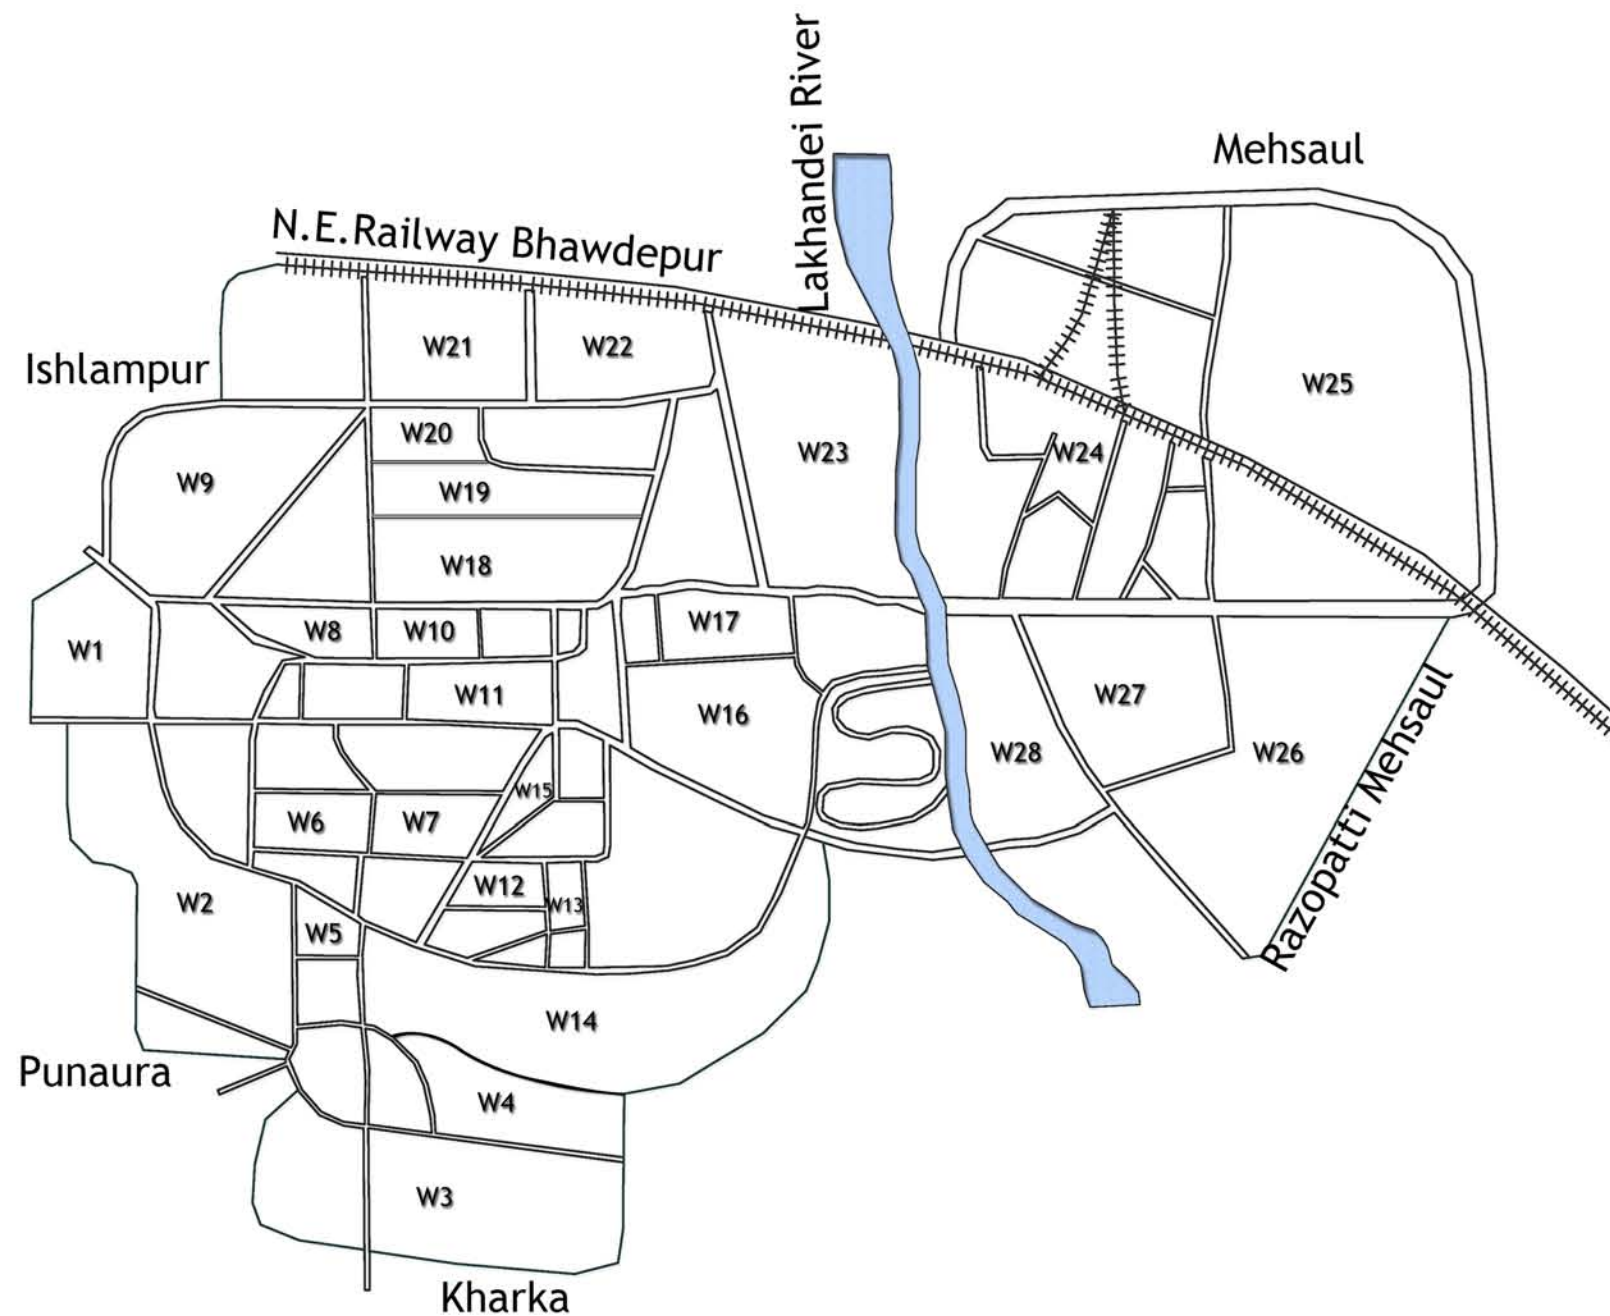 Lakhandei River
Mehsaul
N.E.Railway Bhawdepur
W21
W22
Ishlampur
W25
W20
W23
W24
W9
W19
W18
W8
W10
W17
W1
W11
W16
W27
W28
W26
Razopatti Mehsaul
W15
W6
W7
W12
W13
W2
W5
W14
Punaura
W4
W3
Kharka